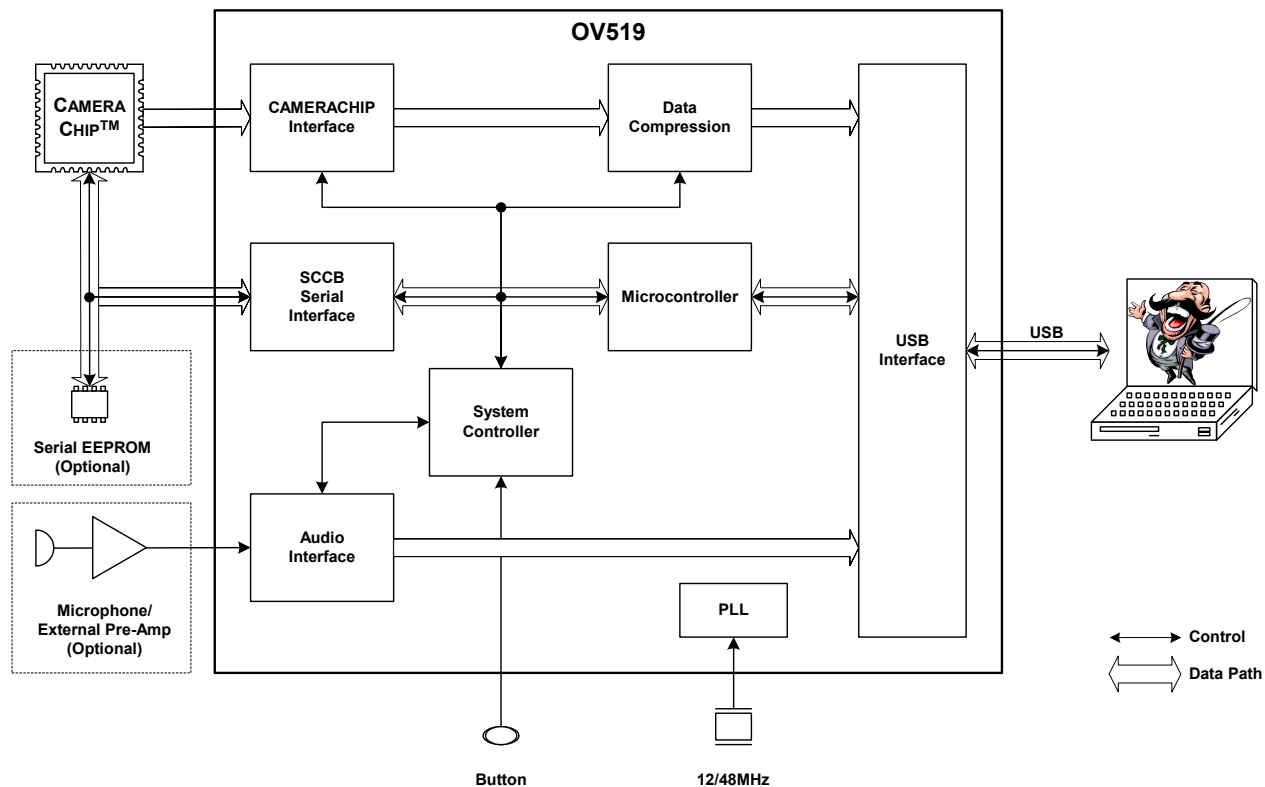 OV519
CAMERA
CHIP™
CAMERACHIP
Interface
Data
Compression
SCCB
Serial
Interface
Microcontroller
USB
Interface
USB
System
Controller
Serial EEPROM
(Optional)
Audio
Interface
Microphone/
External Pre-Amp
(Optional)
PLL
Control
Data Path
Button
12/48MHz